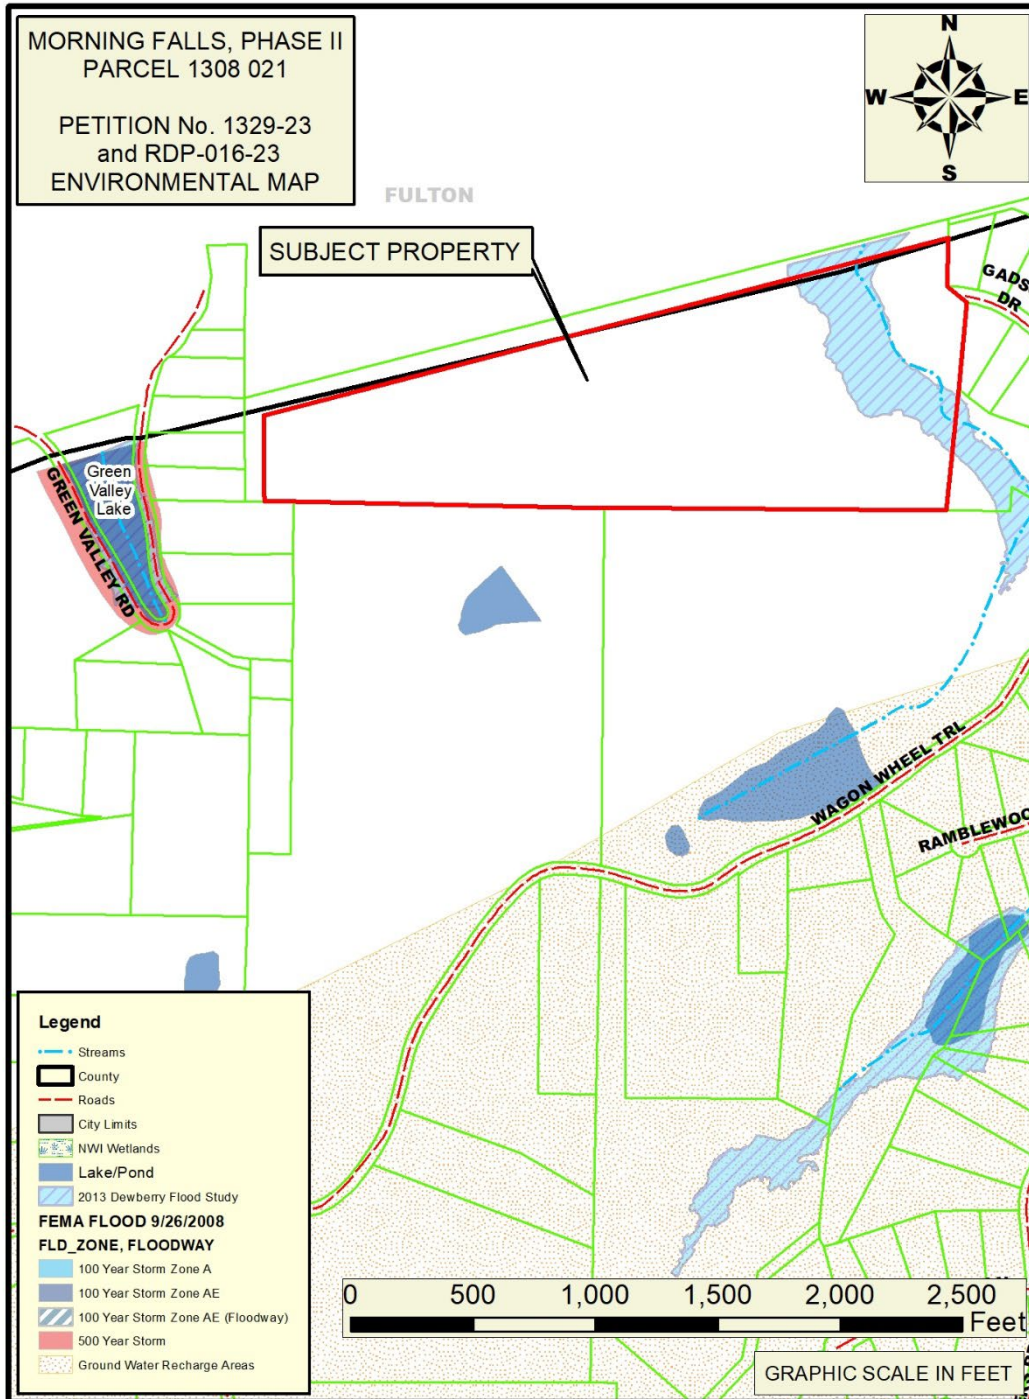 MORNING FALLS, PHASE II
PARCEL 1308 021
PETITION No. 1329-23
and RDP-016-23
ENVIRONMENTAL MAP
N
W
E
S
FULTON
SUBJECT PROPERTY
GADS
DR
Green
Valley
Lake
GREEN VALLEY RD
WAGON WHEEL TRL
RAMBLEWOO
Legend
Streams
County
Roads
City Limits
NWI Wetlands
Lake/Pond
2013 Dewberry Flood Study
FEMA FLOOD 9/26/2008
FLD_ZONE, FLOODWAY
100 Year Storm Zone A
100 Year Storm Zone AE
100 Year Storm Zone AE (Floodway)
500 Year Storm
Ground Water Recharge Areas
0 500 1,000 1,500 2,000 2,500
Feet
GRAPHIC SCALE IN FEET